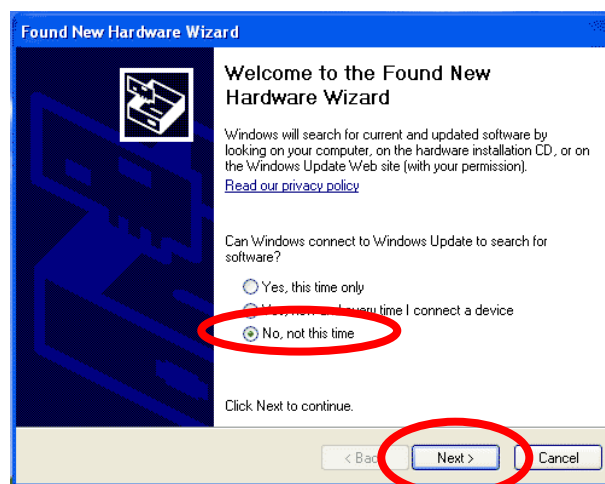 Found New Hardware Wizard
Welcome to the Found New
Hardware Wizard
Windows will search for current and updated software by
looking on your computer, on the hardware installation CD, or on
the Windows Update Web site (with your permission).
Read our privacy policy
Can Windows connect to Windows Update to search for
software?
Yes, this time only
every time I connect a device
No, not this time
Click Next to continue.
< Back
Next >
Cancel